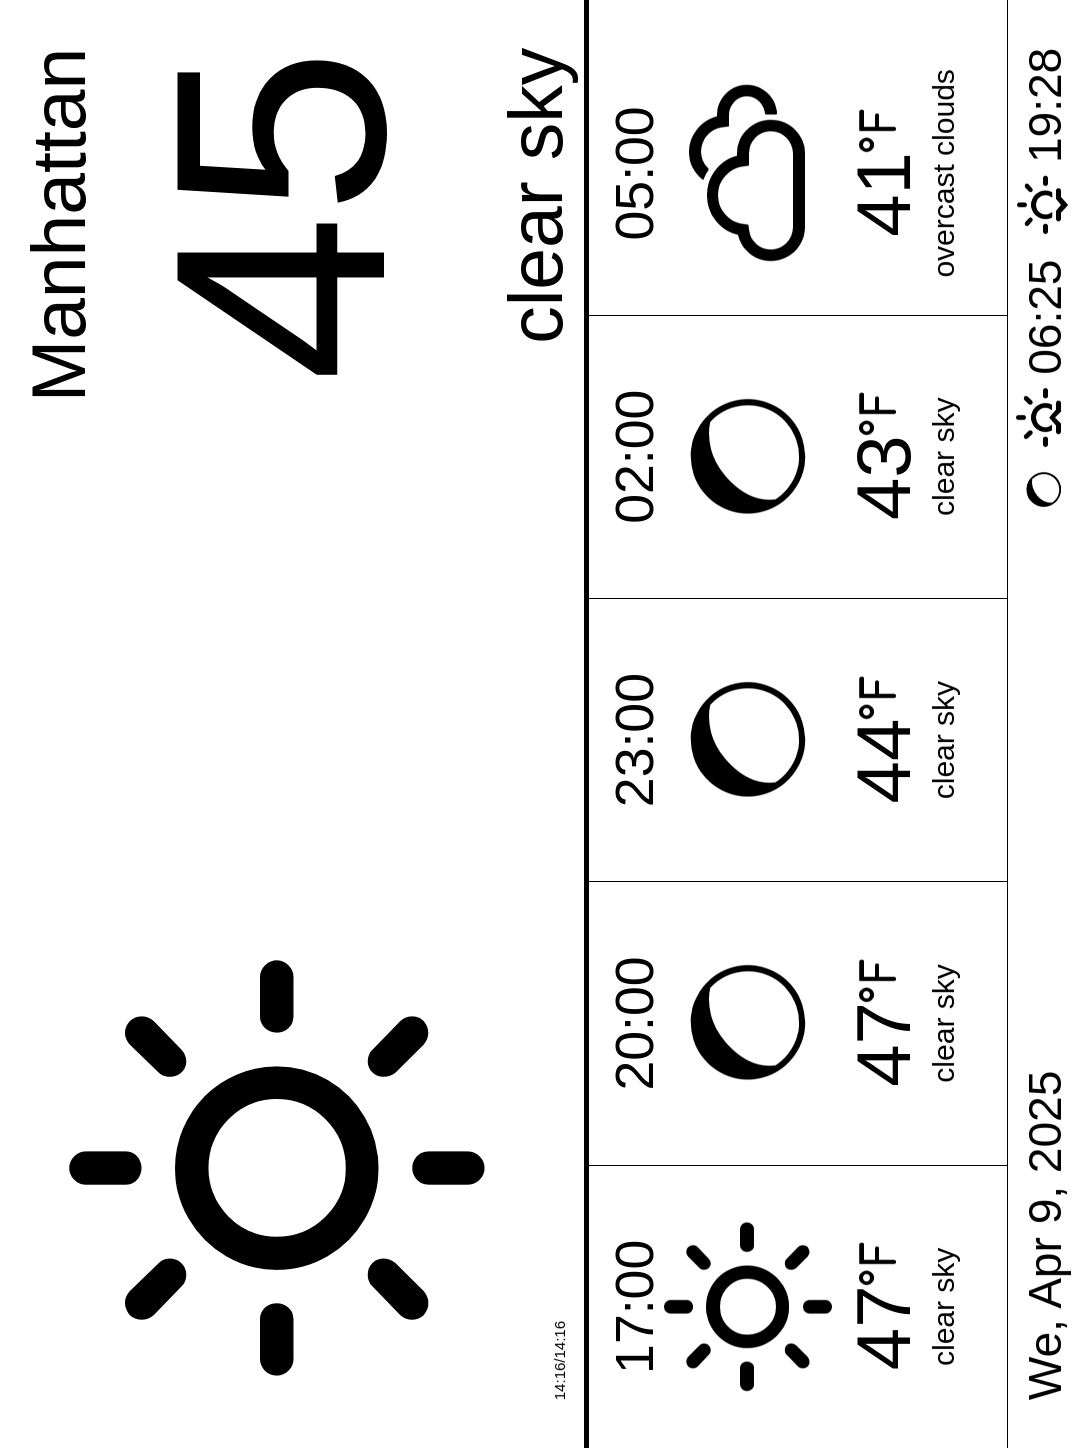 Manhattan
45
clear sky
14:16/14:16
17:00
47°F
clear sky
20:00
47°F
clear sky
23:00
44°F
clear sky
02:00
43°F
clear sky
05:00
41°F
overcast clouds
We, Apr 9, 2025
06:25
19:28